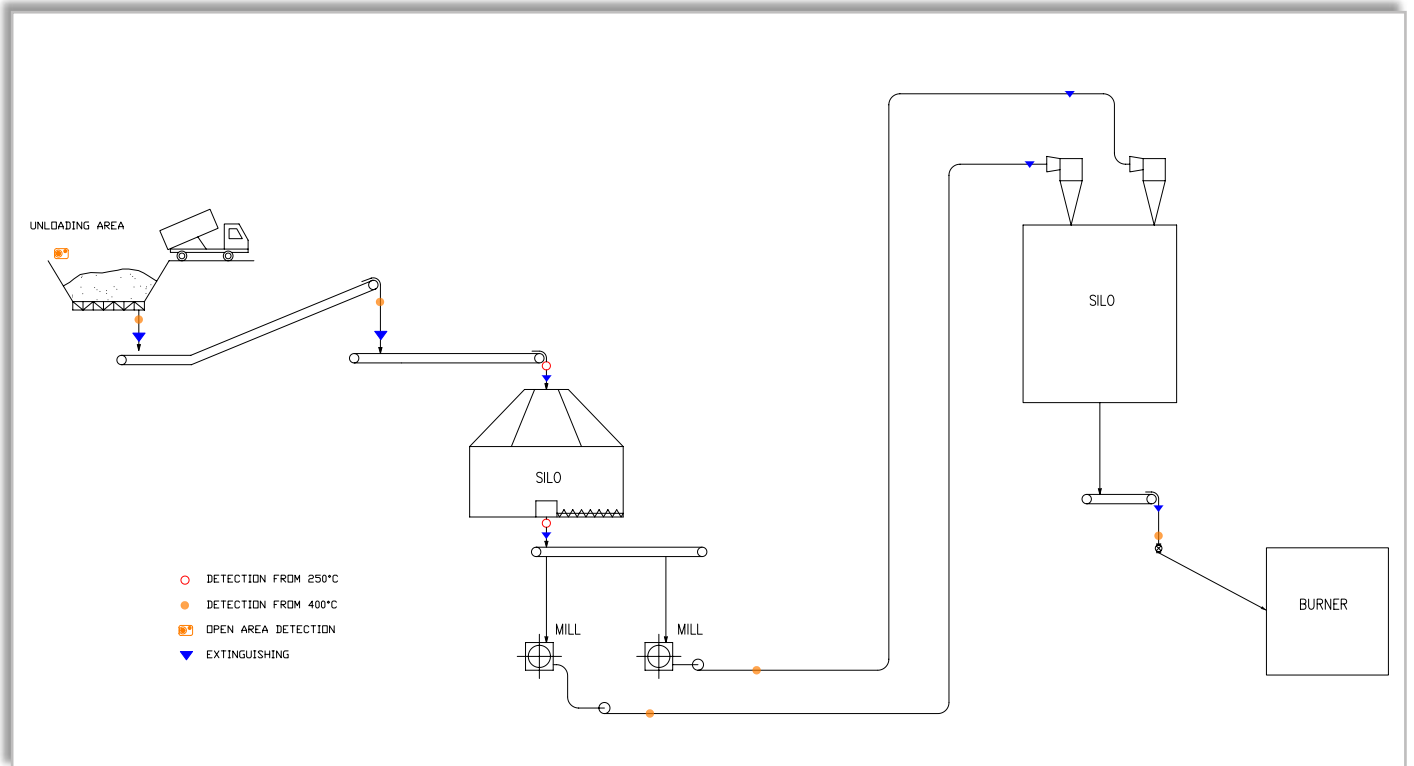 UNLOADING AREA
SILO
SILO
DETECTION FROM 250°C
DETECTION FROM 400°C
OPEN AREA DETECTION
EXTINGUISHING
MILL
MILL
BURNER